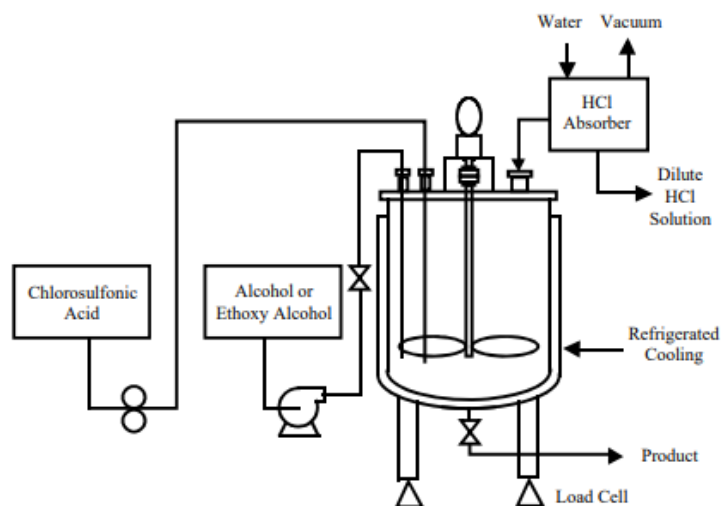 Water
Vacuum
HCl
Absorber
Dilute
HCl
Solution
Chlorosulfonic
Acid
Alcohol or
Ethoxy Alcohol
Refrigerated
Cooling
Product
Load Cell